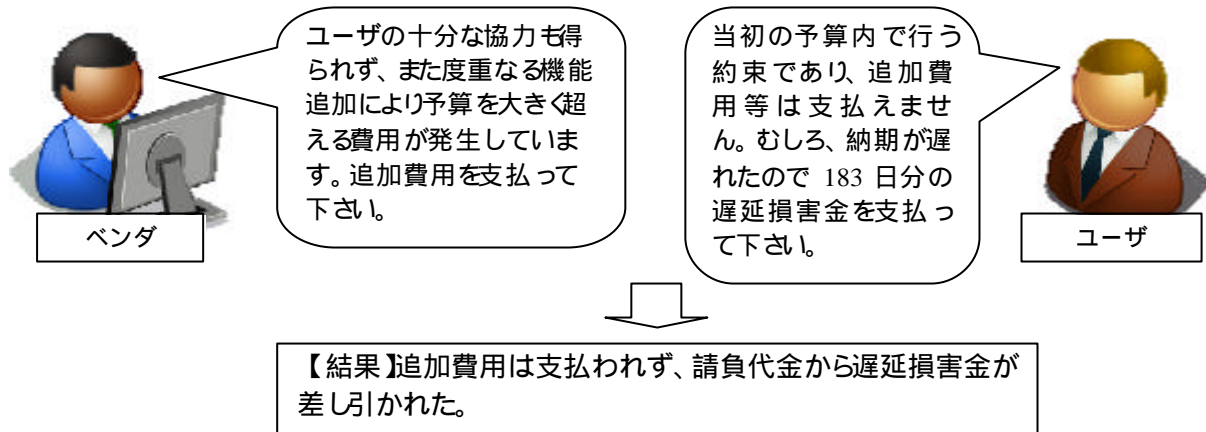 ユーザの十分な協力も得
られず、また度重なる機能
追加により予算を大きく超
える費用が発生していま
す。追加費用を支払って
下さい。
ベンダ
当初の予算内で行う
約束であり、追加費
用等は支払えませ
ん。むしろ、納期が遅
れたので 183 日分の
遅延損害金を支払っ
て下さい。
ユーザ
【結果】追加費用は支払われず、請負代金から遅延損害金が
差し引かれた。